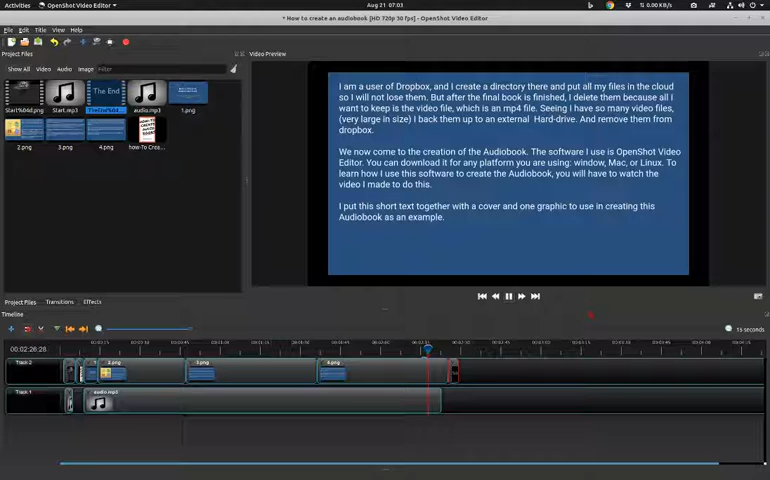 Activities OpenShot Video Editor Aug 21 07:03 0.00 KB/s
* How to create an audiobook [HD 720p 30 fps] - OpenShot Video Editor
File Edit Title View Help
Project Files
Video Preview
Show All Video Audio Image Filter
The End
Start%04d.png Start.mp3 TheEnd%04d... audio.mp3 1.png
HOW TO CREATE AUDIO BOOKS
2.png 3.png 4.png how-To Crea...
I am a user of Dropbox, and I create a directory there and put all my files in the cloud
so I will not lose them. But after the final book is finished, I delete them because all I
want to keep is the video file, which is an mp4 file. Seeing I have so many video files,
(very large in size) I back them up to an external Hard-drive. And remove them from
dropbox.
We now come to the creation of the Audiobook. The software I use is OpenShot Video
Editor. You can download it for any platform you are using: window, Mac, or Linux. To
learn how I use this software to create the Audiobook, you will have to watch the
video I made to do this.
I put this short text together with a cover and one graphic to use in creating this
Audiobook as an example.
Project Files Transitions Effects
Timeline
15 seconds
00:02:26:28
Track 2
2.png 3.png 4.png
Track 1
audio.mp3